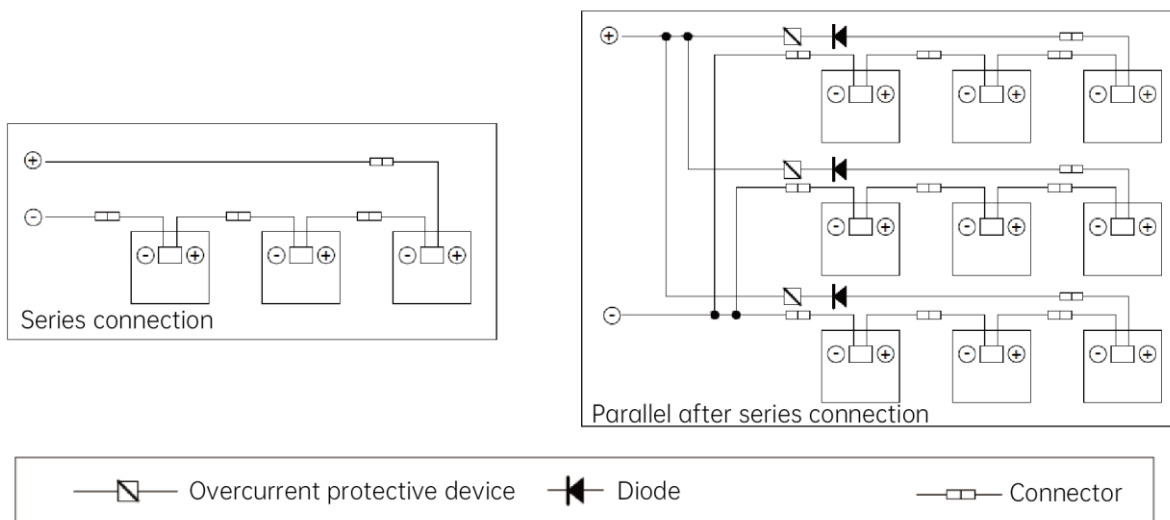 Series connection
Parallel after series connection
Overcurrent protective device
Diode
Connector